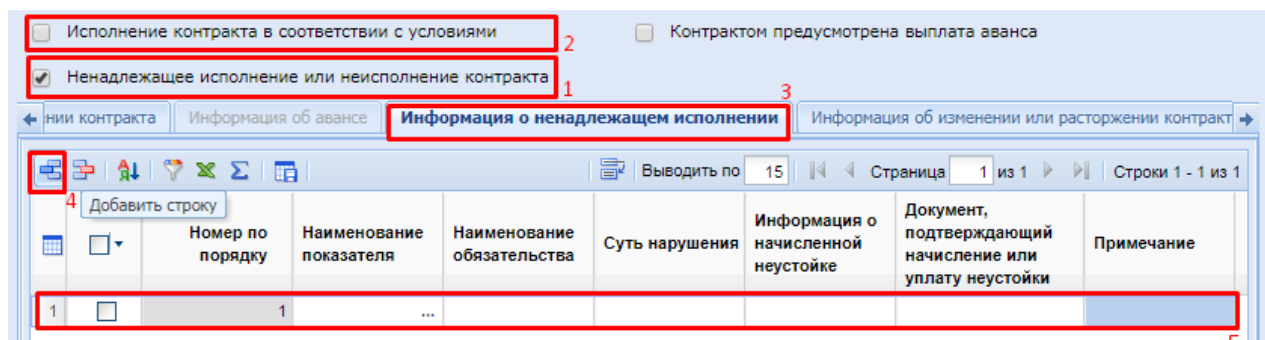 Исполнение контракта в соответствии с условиями
2
Контрактом предусмотрена выплата аванса
Ненадлежащее исполнение или неисполнение контракта
1
3
нии контракта
Информация об авансе
Информация о ненадлежащем исполнении
Информация об изменении или расторжении контракт
Выводить по 15
Страница 1 из 1
Строки 1 - 1 из 1
4
Добавить строку
Номер по
порядку
Наименование
показателя
Наименование
обязательства
Суть нарушения
Информация о
начисленной
неустойке
Документ,
подтверждающий
начисление или
уплату неустойки
Примечание
1
1
...